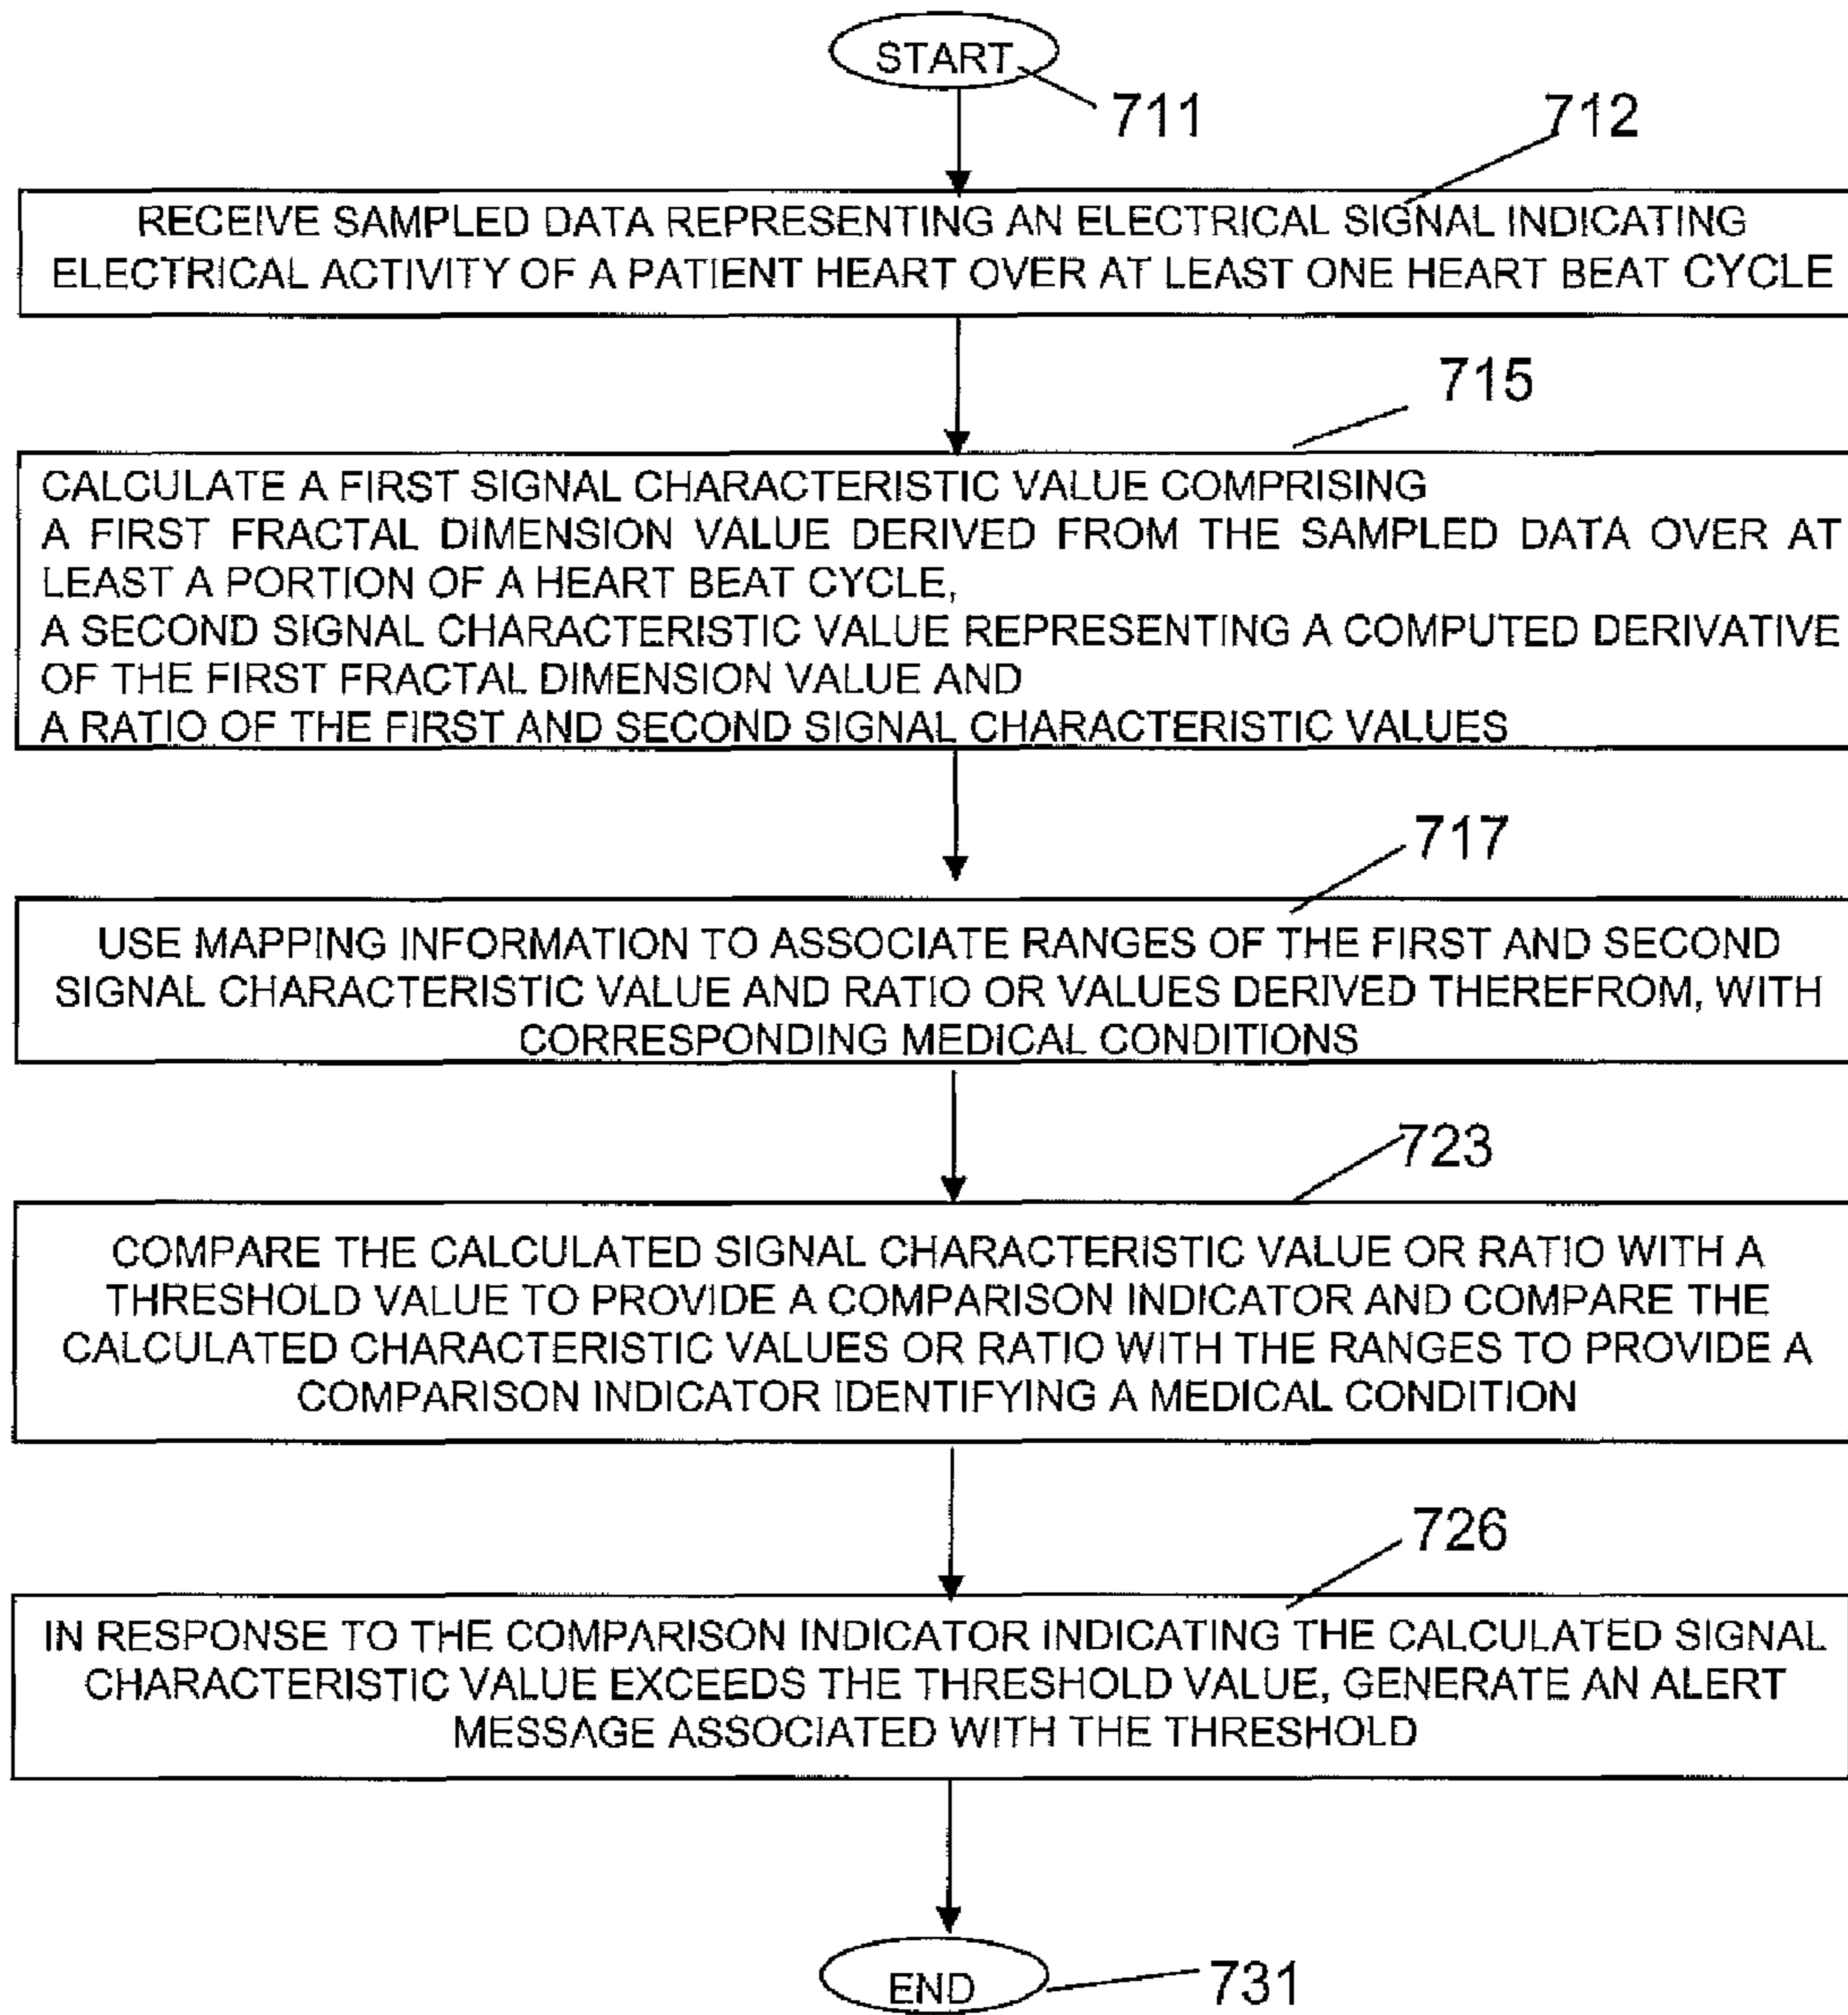 START
711
712
RECEIVE SAMPLED DATA REPRESENTING AN ELECTRICAL SIGNAL INDICATING
ELECTRICAL ACTIVITY OF A PATIENT HEART OVER AT LEAST ONE HEART BEAT CYCLE
715
CALCULATE A FIRST SIGNAL CHARACTERISTIC VALUE COMPRISING
A FIRST FRACTAL DIMENSION VALUE DERIVED FROM THE SAMPLED DATA OVER AT
LEAST A PORTION OF A HEART BEAT CYCLE,
A SECOND SIGNAL CHARACTERISTIC VALUE REPRESENTING A COMPUTED DERIVATIVE
OF THE FIRST FRACTAL DIMENSION VALUE AND
A RATIO OF THE FIRST AND SECOND SIGNAL CHARACTERISTIC VALUES
717
USE MAPPING INFORMATION TO ASSOCIATE RANGES OF THE FIRST AND SECOND
SIGNAL CHARACTERISTIC VALUE AND RATIO OR VALUES DERIVED THEREFROM, WITH
CORRESPONDING MEDICAL CONDITIONS
723
COMPARE THE CALCULATED SIGNAL CHARACTERISTIC VALUE OR RATIO WITH A
THRESHOLD VALUE TO PROVIDE A COMPARISON INDICATOR AND COMPARE THE
CALCULATED CHARACTERISTIC VALUES OR RATIO WITH THE RANGES TO PROVIDE A
COMPARISON INDICATOR IDENTIFYING A MEDICAL CONDITION
726
IN RESPONSE TO THE COMPARISON INDICATOR INDICATING THE CALCULATED SIGNAL
CHARACTERISTIC VALUE EXCEEDS THE THRESHOLD VALUE, GENERATE AN ALERT
MESSAGE ASSOCIATED WITH THE THRESHOLD
END
731